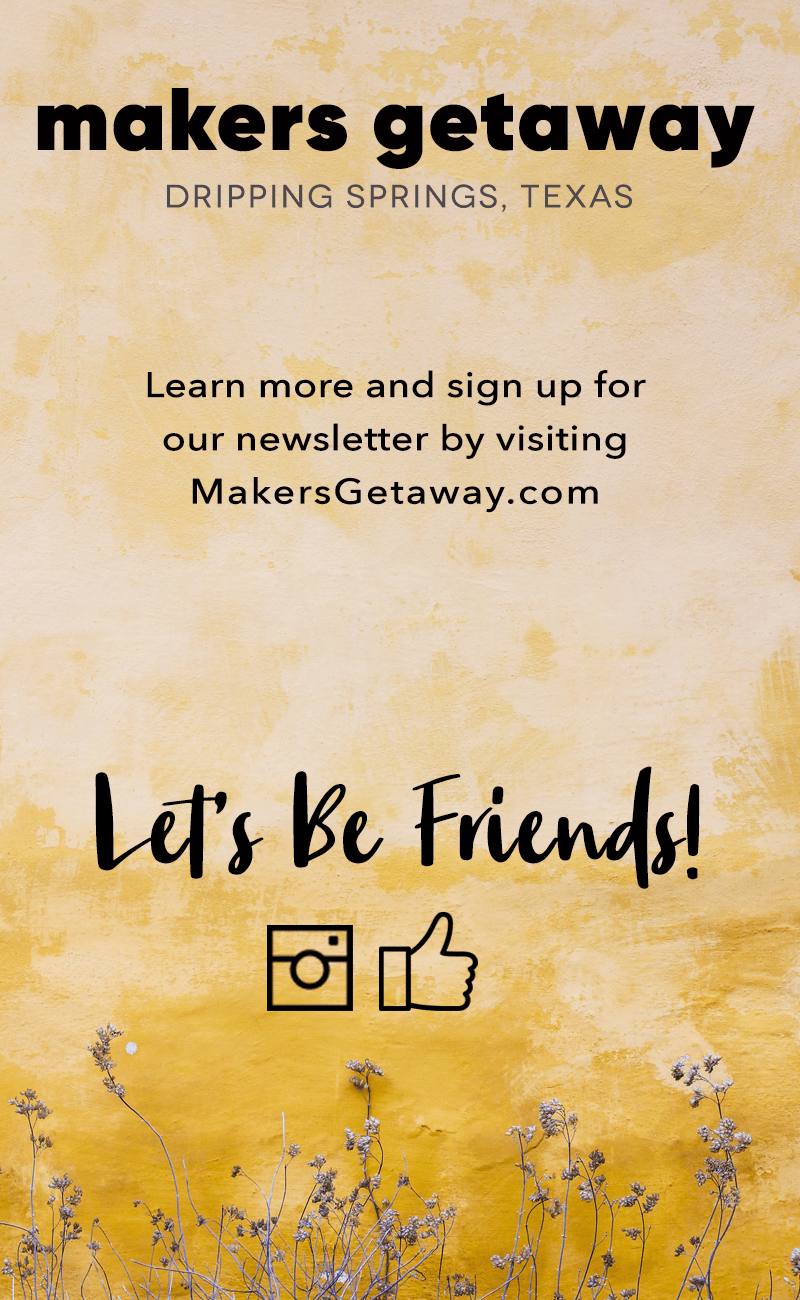 makers getaway
DRIPPING SPRINGS, TEXAS
Learn more and sign up for
our newsletter by visiting
MakersGetaway.com
Let's Be Friends!